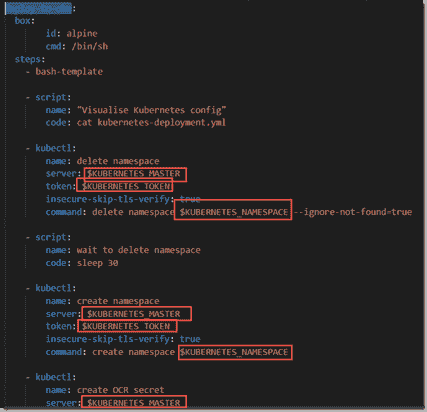 deploy-to-oke:
box:
id: alpine
cmd: /bin/sh
steps:
- bash-template
- script:
name: "Visualise Kubernetes config"
code: cat kubernetes-deployment.yml
- kubectl:
name: delete namespace
server: $KUBERNETES_MASTER
token: $KUBERNETES_TOKEN
insecure-skip-tls-verify: true
command: delete namespace $KUBERNETES_NAMESPACE --ignore-not-found=true
- script:
name: wait to delete namespace
code: sleep 30
- kubectl:
name: create namespace
server: $KUBERNETES_MASTER
token: $KUBERNETES_TOKEN
insecure-skip-tls-verify: true
command: create namespace $KUBERNETES_NAMESPACE
- kubectl:
name: create OCR secret
server: $KUBERNETES_MASTER